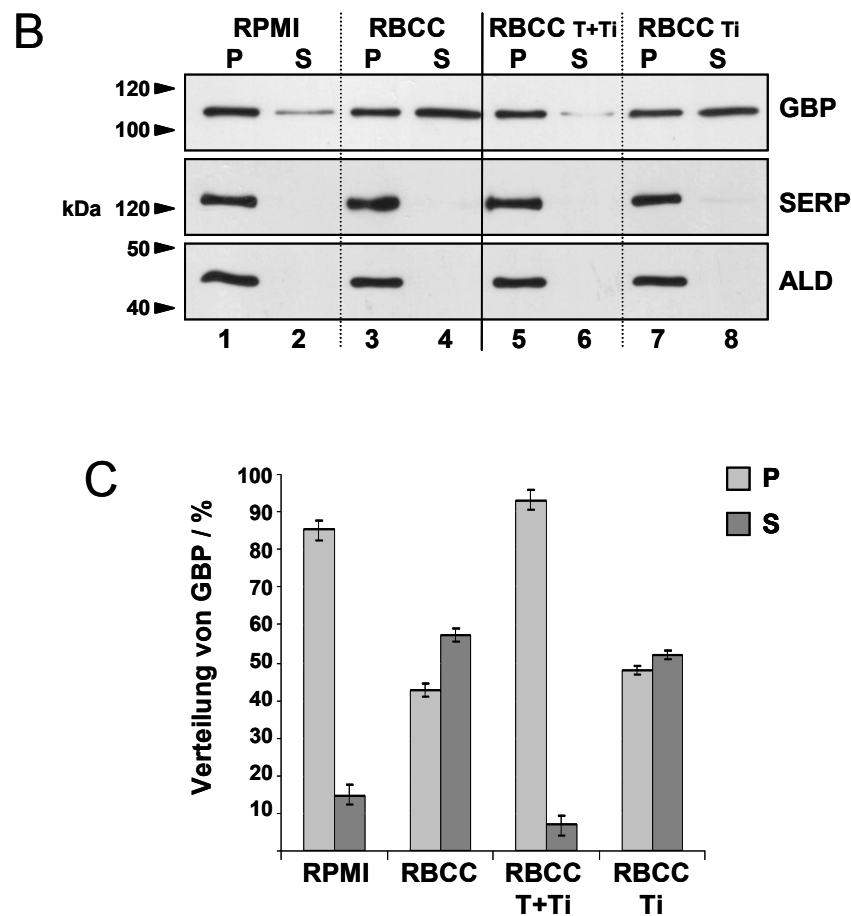 B
RPMI RBCC RBCC T+Ti RBCC Ti
P S P S P S P S
120
GBP
100
kDa 120 SERP
50
ALD
40
1 2 3 4 5 6 7 8
C
Verteilung von GBP / %
100
90
80
70
60
50
40
30
20
10
P
S
RPMI RBCC RBCC RBCC
T+Ti Ti